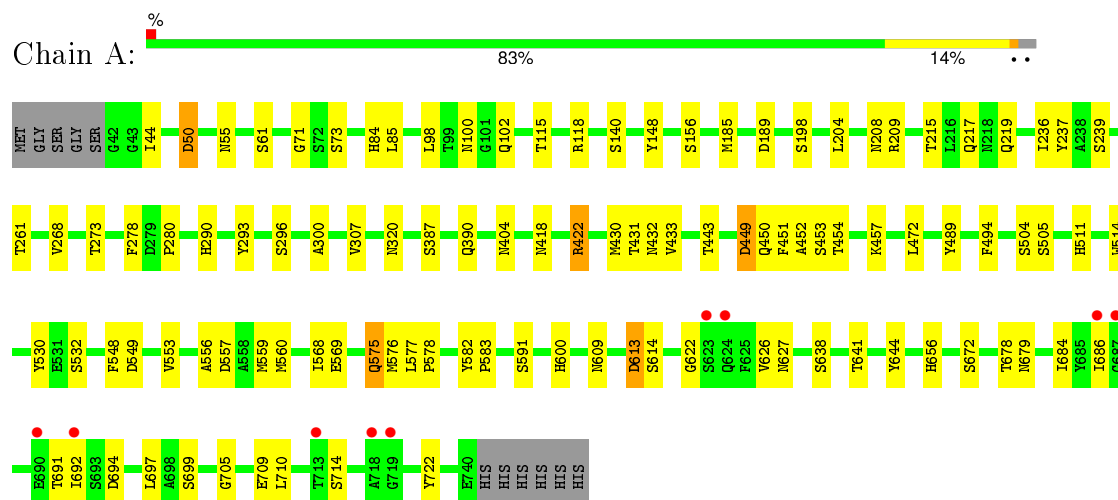 %
Chain A:
83% 14% • •
MET GLY SER GLY SER G42 G43 I44 D50 N55 S61 G71 G72 S73 H84 L85 L98 T99 N100 G101 Q102 T115 R118 S140 Y148 S156 M185 D189 S198 L204 N208 R209 T215 L216 Q217 N218 Q219 I236 Y237 A238 S239
T261 V268 T273 F278 D279 P280 H290 Y293 S296 A300 V307 N320 S387 Q390 N404 N418 R422 M430 T431 N432 V433 T443 D449 Q450 F451 A452 S453 T454 K457 L472 Y489 F494 S504 S505 H511 W514
Y530 E531 S532 F548 D549 V553 A556 D557 A558 M559 M560 I568 E569 Q575 M576 L577 P578 Y582 P583 S591 H600 N609 D613 S614 G622 S623 Q624 F625 V626 N627 S638 T641 Y644 H656 S672 T678 N679 I684 Y685 I686 G687
E690 T691 I692 S693 D694 L697 A698 S699 G705 E709 L710 T713 S714 A718 G719 Y722 E740 HIS HIS HIS HIS HIS HIS